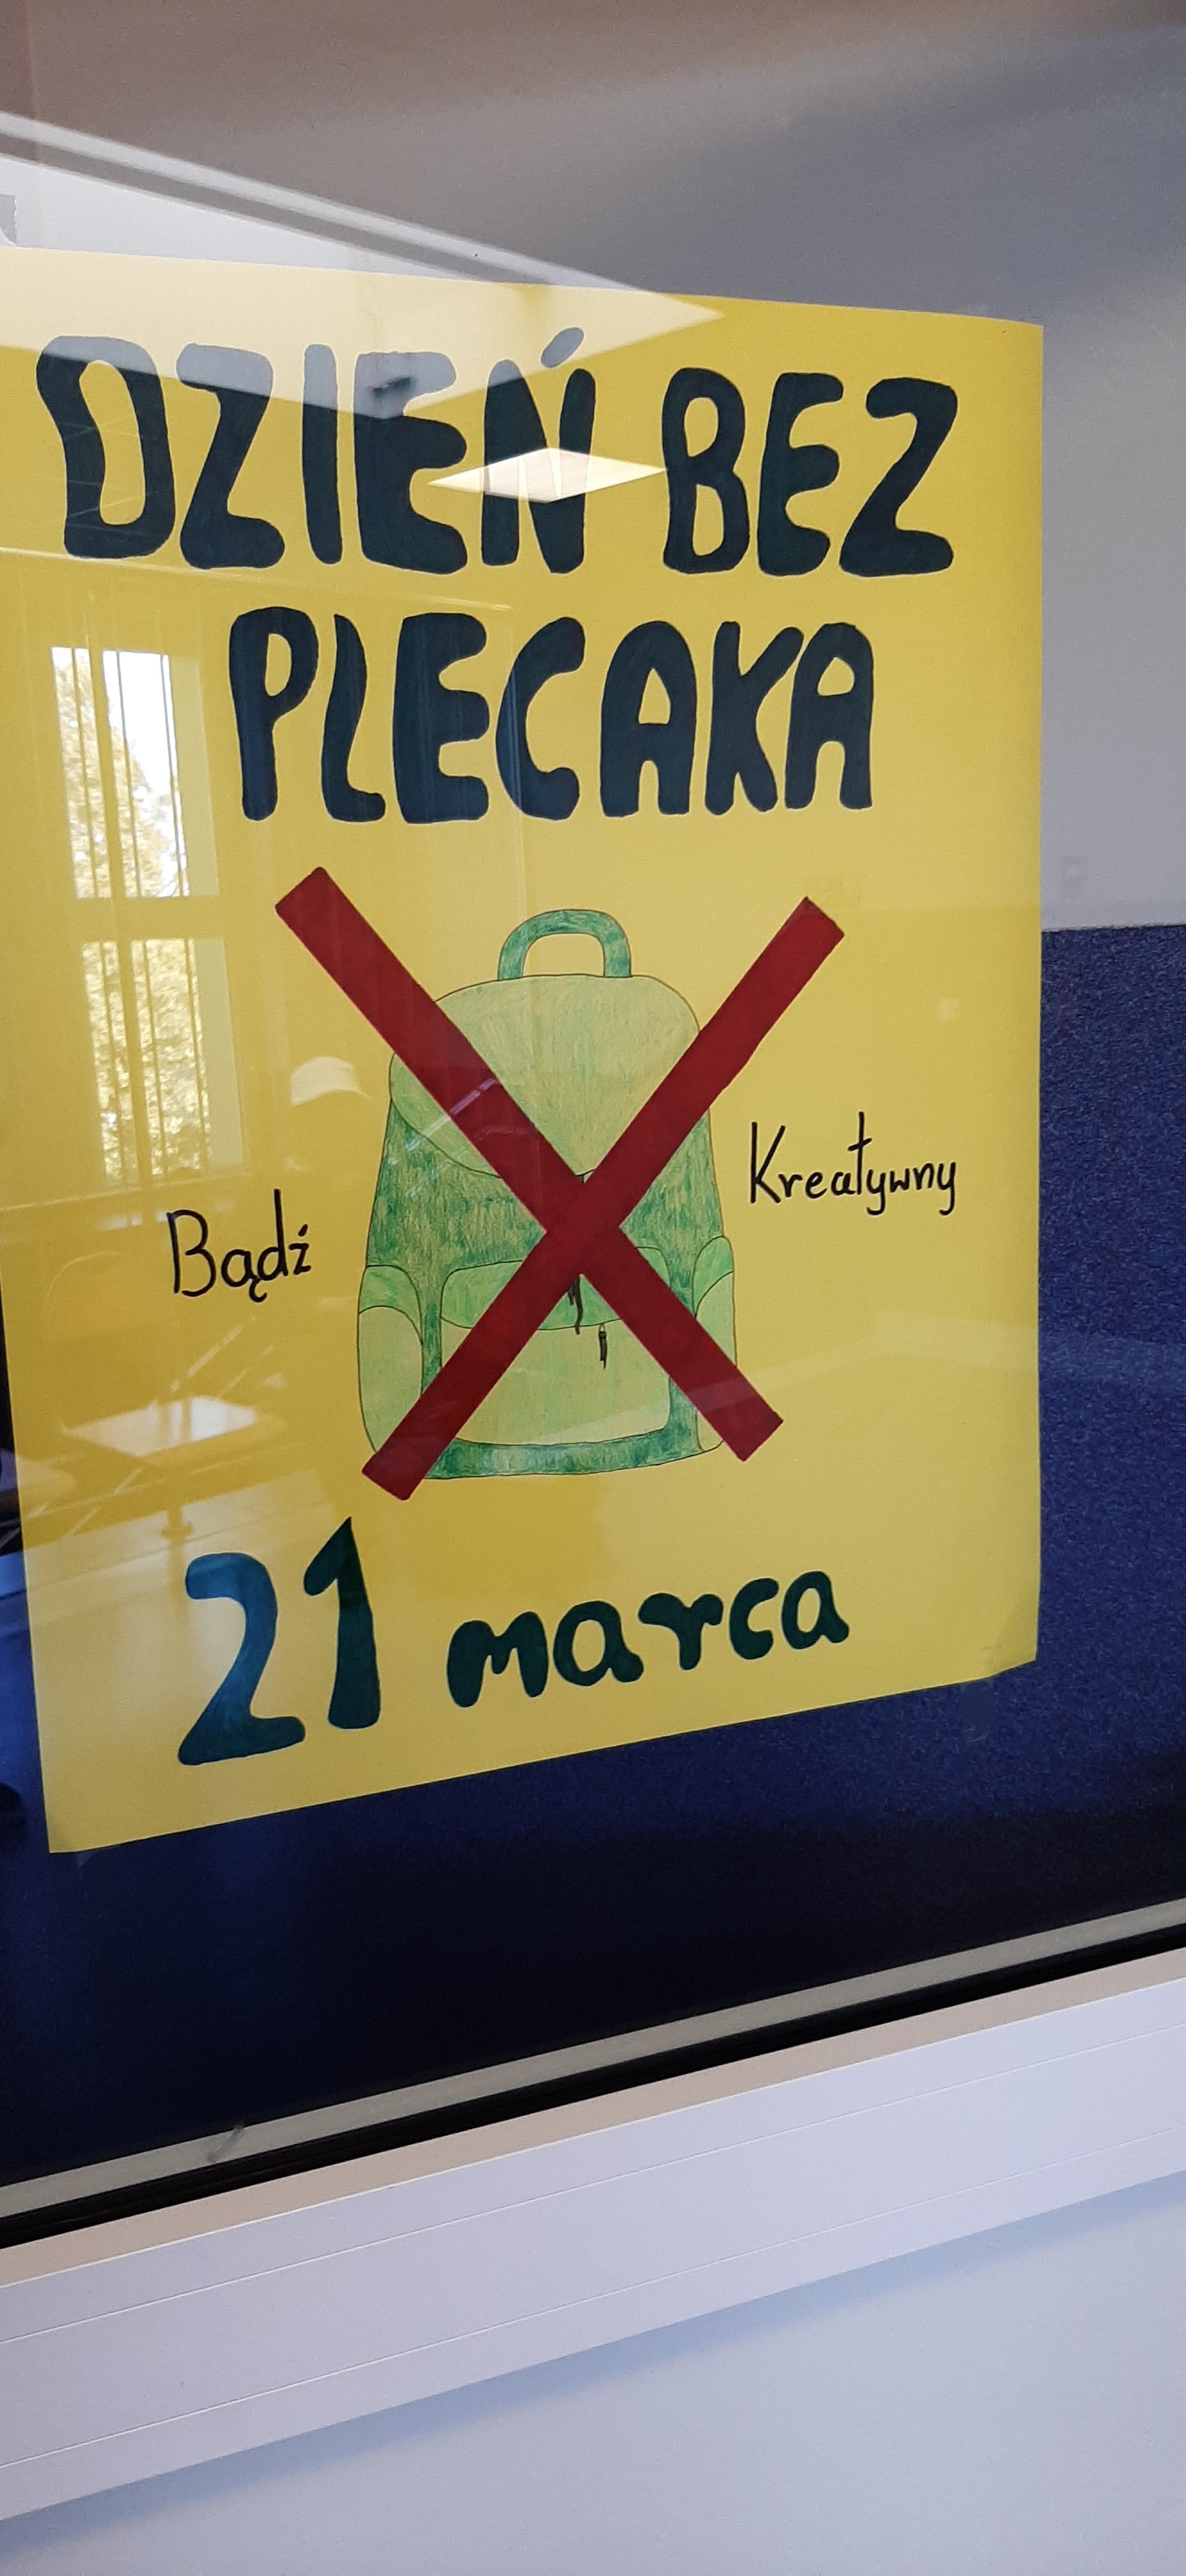 DZIEŃ BEZ
PLECAKA
Bądź
Kreatywny
21 marca